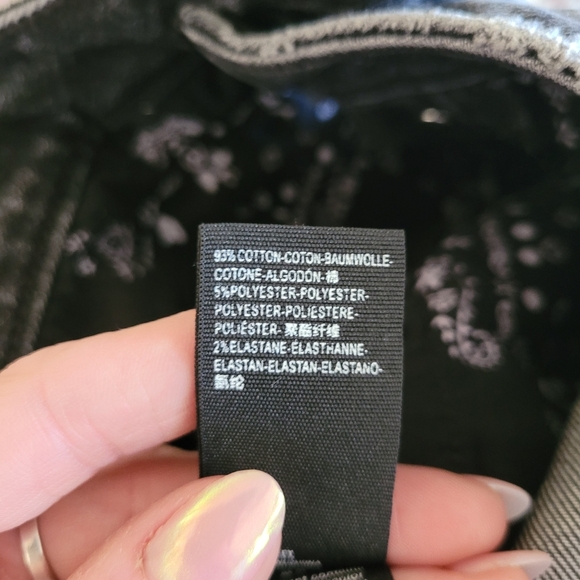 93% COTTON-COTON-BAUMWOLLE-
COTONE-ALGODÓN-棉
5%POLYESTER-POLYESTER-
POLYESTER-POLIESTERE-
POLIÉSTER- 聚酯纤维
2%ELASTANE-ÉLASTHANNE-
ELASTAN-ELASTAN-ELASTANO-
氨纶